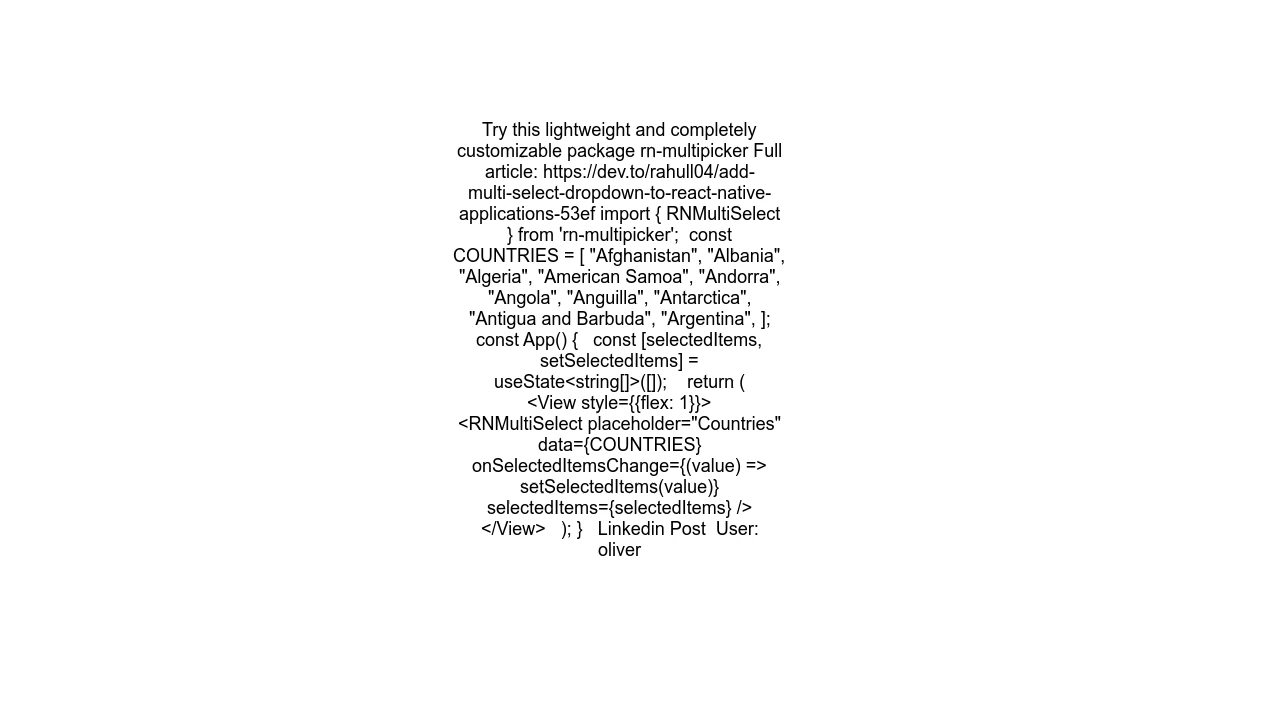 Try this lightweight and completely
customizable package rn-multipicker Full
article: https://dev.to/rahull04/add-
multi-select-dropdown-to-react-native-
applications-53ef import { RNMultiSelect
} from 'rn-multipicker';  const
COUNTRIES = [ "Afghanistan", "Albania",
"Algeria", "American Samoa", "Andorra",
"Angola", "Anguilla", "Antarctica",
"Antigua and Barbuda", "Argentina", ];
const App() {   const [selectedItems,
setSelectedItems] =
useState<string[]>([]);    return (
<View style={{flex: 1}}>
<RNMultiSelect placeholder="Countries"
data={COUNTRIES}
onSelectedItemsChange={(value) =>
setSelectedItems(value)}
selectedItems={selectedItems} />
</View>   ); }   Linkedin Post  User:
oliver